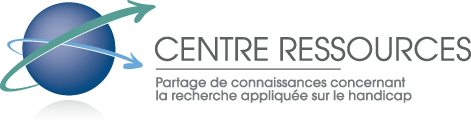 CENTRE RESSOURCES
Partage de connaissances concernant
la recherche appliquée sur le handicap